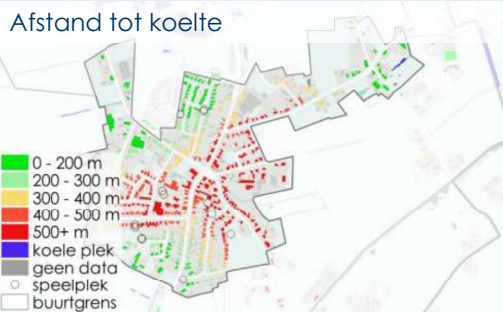 Afstand tot koelte
0 - 200 m
200 - 300 m
300 - 400 m
400 - 500 m
500+ m
koele plek
geen data
speelplek
buurtgrens